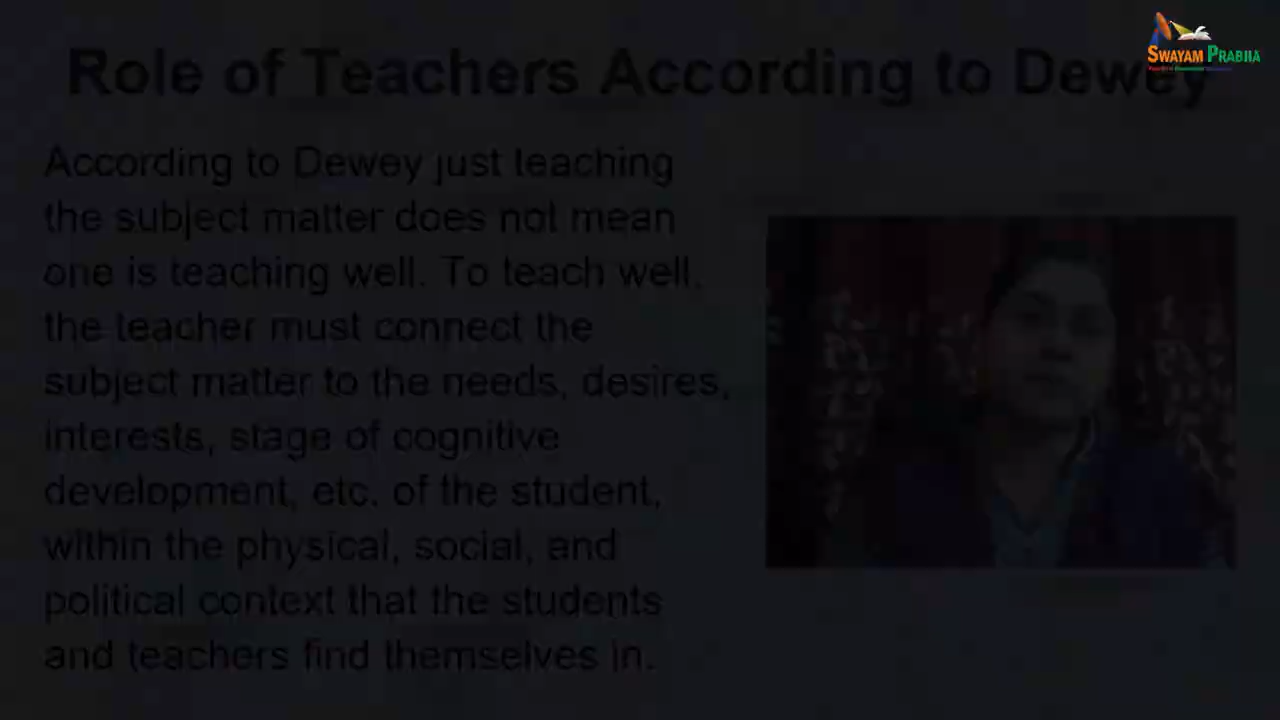 Role of Teachers According to Dewey
SWAYAM PRABHA
According to Dewey just teaching
the subject matter does not mean
one is teaching well. To teach well,
the teacher must connect the
subject matter to the needs, desires,
interests, stage of cognitive
development, etc. of the student,
within the physical, social, and
political context that the students
and teachers find themselves in.